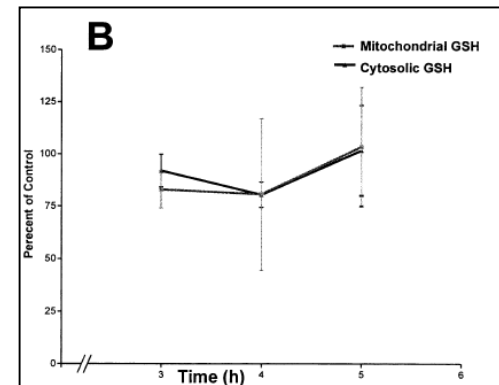 B
Mitochondrial GSH
Cytosolic GSH
150
125
100
75
50
25
0
Perecent of Control
3
4
5
6
Time (h)